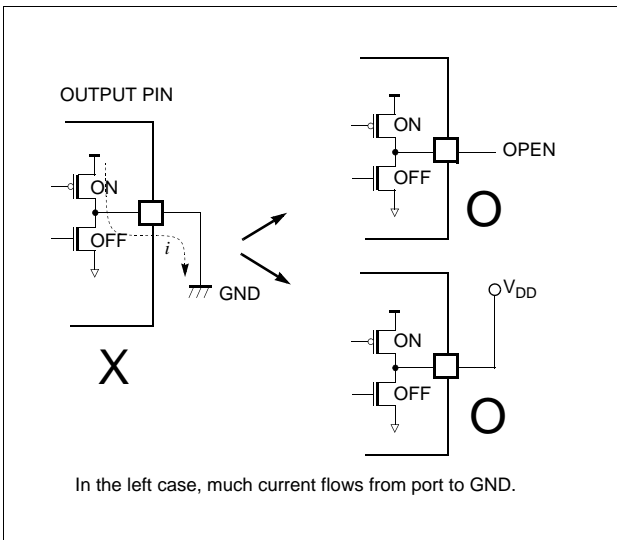 OUTPUT PIN
ON
OFF
i
GND
X
ON
OFF
OPEN
O
VDD
ON
OFF
O
In the left case, much current flows from port to GND.